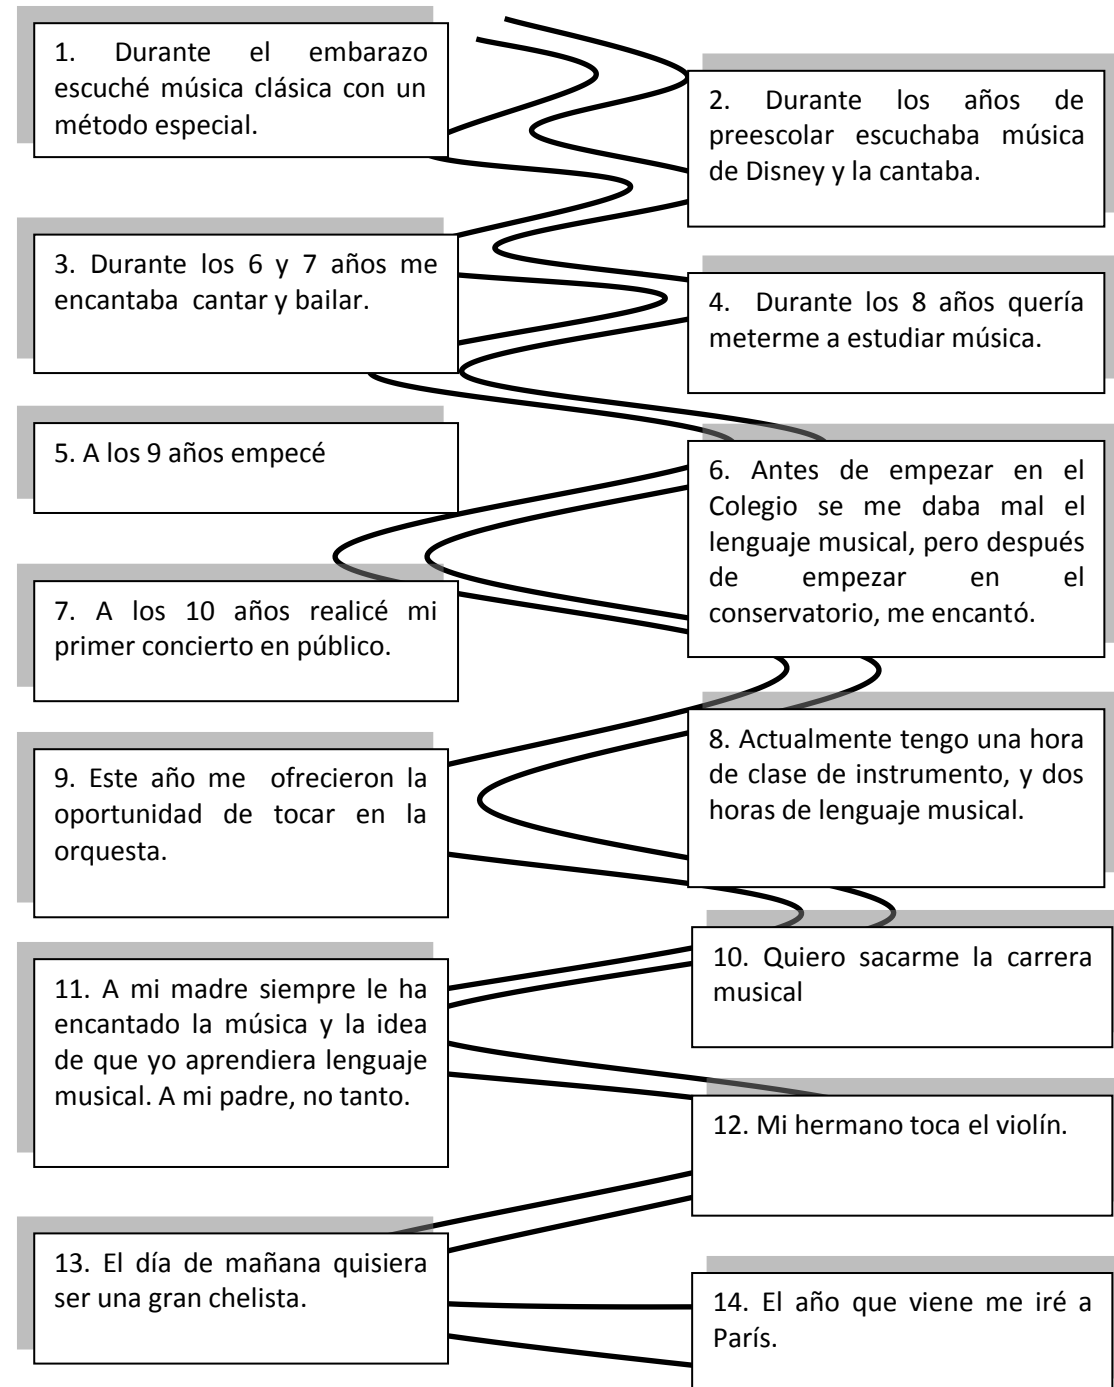 1. Durante el embarazo
escuché música clásica con un
método especial.
2. Durante los años de
preescolar escuchaba música
de Disney y la cantaba.
3. Durante los 6 y 7 años me
encantaba cantar y bailar.
4. Durante los 8 años quería
meterme a estudiar música.
5. A los 9 años empecé
6. Antes de empezar en el
Colegio se me daba mal el
lenguaje musical, pero después
de empezar en el
conservatorio, me encantó.
7. A los 10 años realicé mi
primer concierto en público.
8. Actualmente tengo una hora
de clase de instrumento, y dos
horas de lenguaje musical.
9. Este año me ofrecieron la
oportunidad de tocar en la
orquesta.
10. Quiero sacarme la carrera
musical
11. A mi madre siempre le ha
encantado la música y la idea
de que yo aprendiera lenguaje
musical. A mi padre, no tanto.
12. Mi hermano toca el violín.
13. El día de mañana quisiera
ser una gran chelista.
14. El año que viene me iré a
París.